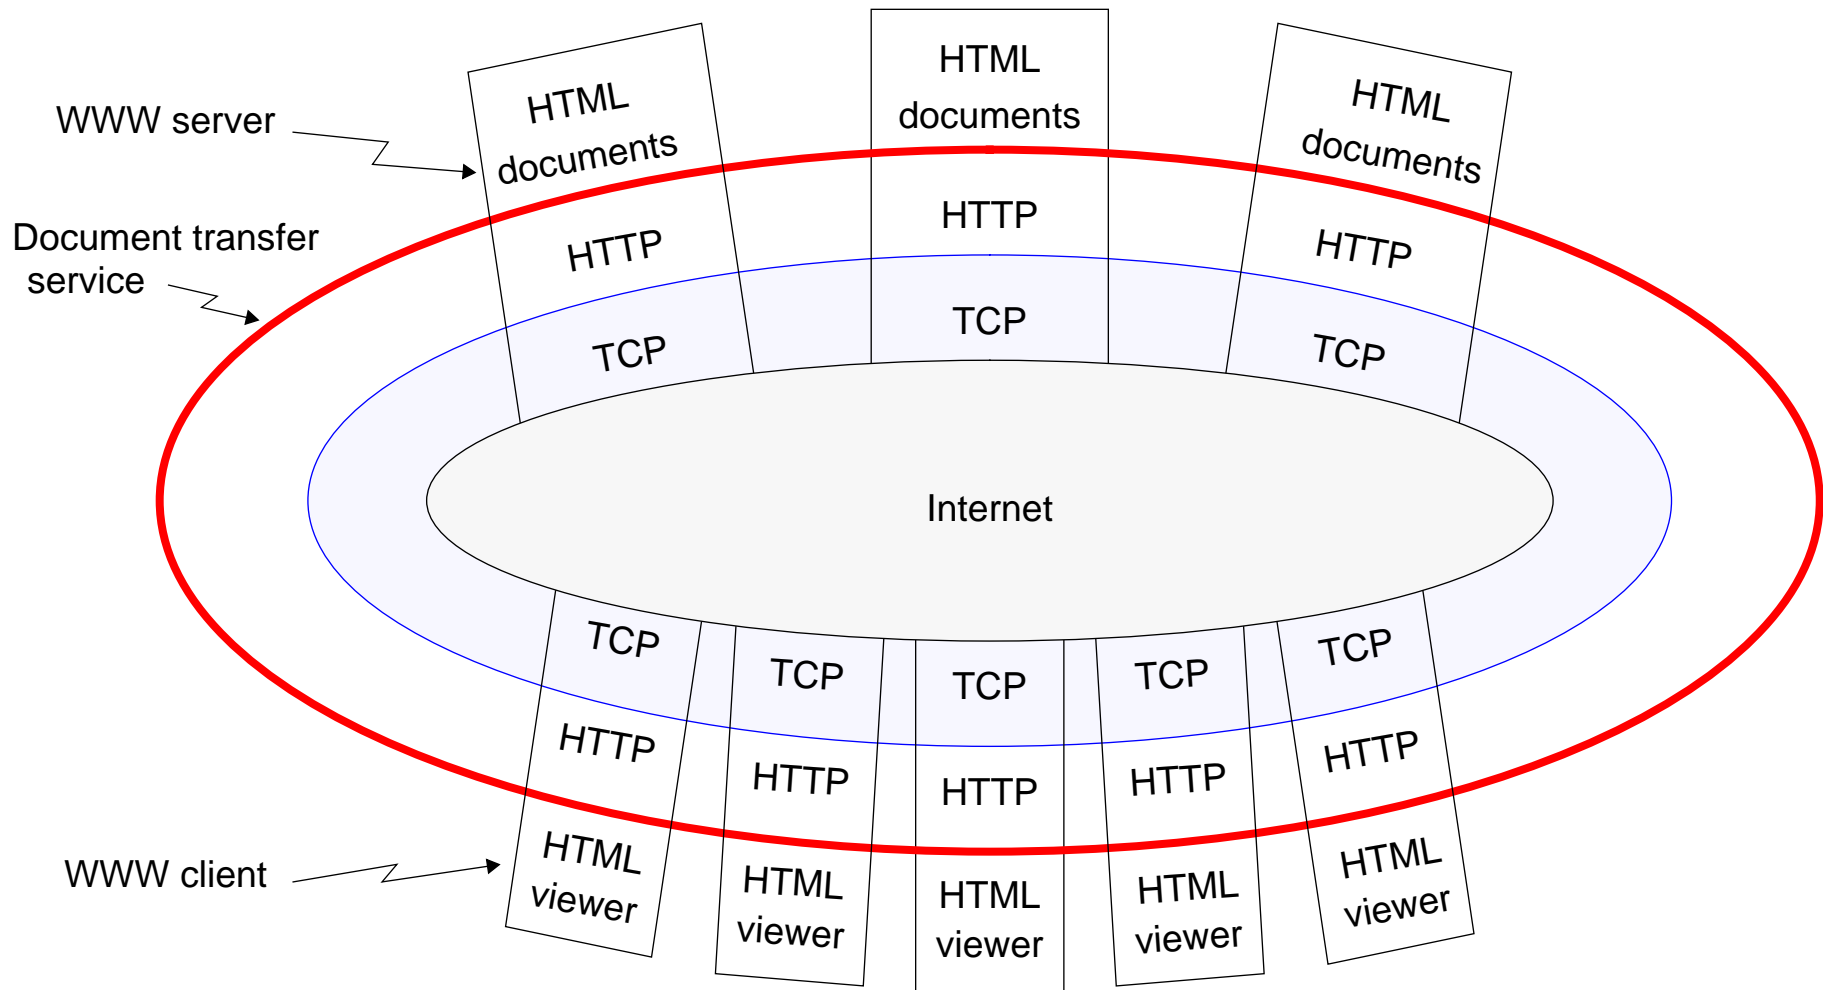 HTML
documents
HTML
documents
HTML
documents
WWW server
HTTP
HTTP
HTTP
Document transfer
service
TCP
TCP
TCP
Internet
TCP
TCP
TCP
TCP
TCP
HTTP
HTTP
HTTP
HTTP
HTTP
WWW client
HTML
viewer
HTML
viewer
HTML
viewer
HTML
viewer
HTML
viewer